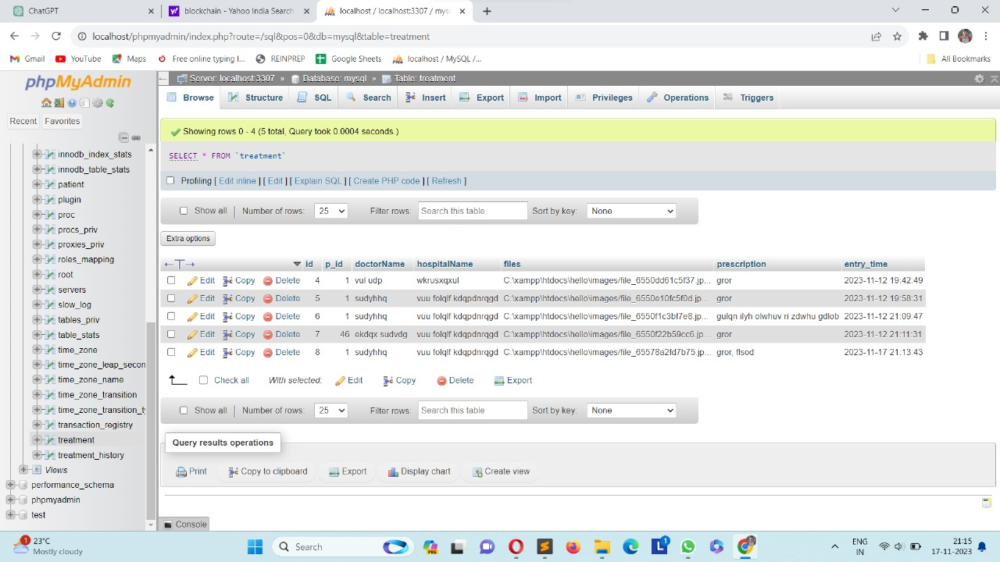 ChatGPT
blockchain - Yahoo India Search
localhost / localhost:3307 / mys
localhost/phpmyadmin/index.php?route=/sql&pos=0&db=mysql&table=treatment
Gmail YouTube Maps Free online typing l... REINPREP Google Sheets localhost / MySQL /... All Bookmarks
phpMyAdmin
Recent Favorites
innodb_index_stats
innodb_table_stats
patient
plugin
proc
procs_priv
proxies_priv
roles_mapping
root
servers
slow_log
tables_priv
table_stats
time_zone
time_zone_leap_secon
time_zone_name
time_zone_transition
time_zone_transition_ty
transaction_registry
treatment
treatment_history
Views
performance_schema
phpmyadmin
test
Server: localhost:3307 » Database: mysql » Table: treatment
Browse Structure SQL Search Insert Export Import Privileges Operations Triggers
Showing rows 0 - 4 (5 total, Query took 0.0004 seconds.)
SELECT * FROM `treatment`
Profiling [ Edit inline ] [ Edit ] [ Explain SQL ] [ Create PHP code ] [ Refresh ]
Show all Number of rows: 25 Filter rows: Search this table Sort by key: None
Extra options
id p_id doctorName hospitalName files prescription entry_time
Edit Copy Delete 4 1 vul udp wkrusxqxul C:\xampp\htdocs\hello\images/file_6550dd61c5f37.jp... gror 2023-11-12 19:42:49
Edit Copy Delete 5 1 sudyhhq vuu folqlf kdqpdnrqgd C:\xampp\htdocs\hello\images/file_6550e10fc5f0d.jp... gror 2023-11-12 19:58:31
Edit Copy Delete 6 1 sudyhhq vuu folqlf kdqpdnrqgd C:\xampp\htdocs\hello\images/file_6550f1c3bf7e8.jp... gulqn ilyh olwhuv ri zdwhu gdlob 2023-11-12 21:09:47
Edit Copy Delete 7 46 ekdqx sudvdg vuu folqlf kdqpdnrqgd C:\xampp\htdocs\hello\images/file_6550f22b59cc6.jp... gror 2023-11-12 21:11:31
Edit Copy Delete 8 1 sudyhhq vuu folqlf kdqpdnrqgd C:\xampp\htdocs\hello\images/file_65578a2fd7b75.jp... gror, flsod 2023-11-17 21:13:43
Check all With selected: Edit Copy Delete Export
Show all Number of rows: 25 Filter rows: Search this table Sort by key: None
Query results operations
Print Copy to clipboard Export Display chart Create view
Console
1 23°C
Mostly cloudy
Search
PRE
L 1
ENG
IN
21:15
17-11-2023